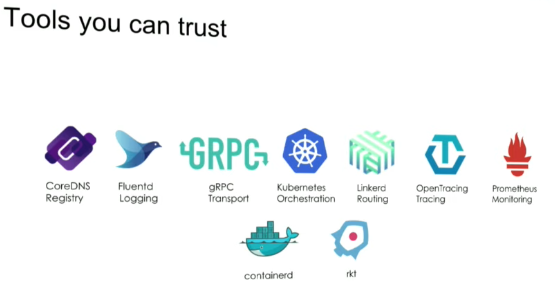 Tools you can trust
GRPC
CoreDNS
Registry
Fluentd
Logging
gRPC
Transport
Kubernetes
Orchestration
Linkerd
Routing
OpenTracing
Tracing
Prometheus
Monitoring
containerd
rkt